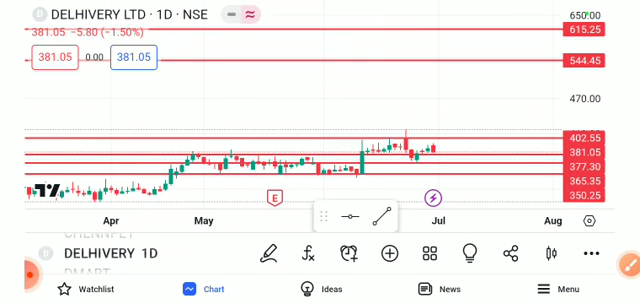 D DELHIVERY LTD · 1D · NSE
381.05 −5.80 (−1.50%)
381.05 0.00 381.05
650.00
615.25
544.45
470.00
402.55
381.05
377.30
365.35
350.25
E
Apr May Jul Aug
CHENNPET
D DELHIVERY 1D
DMART
Watchlist Chart Ideas News Menu